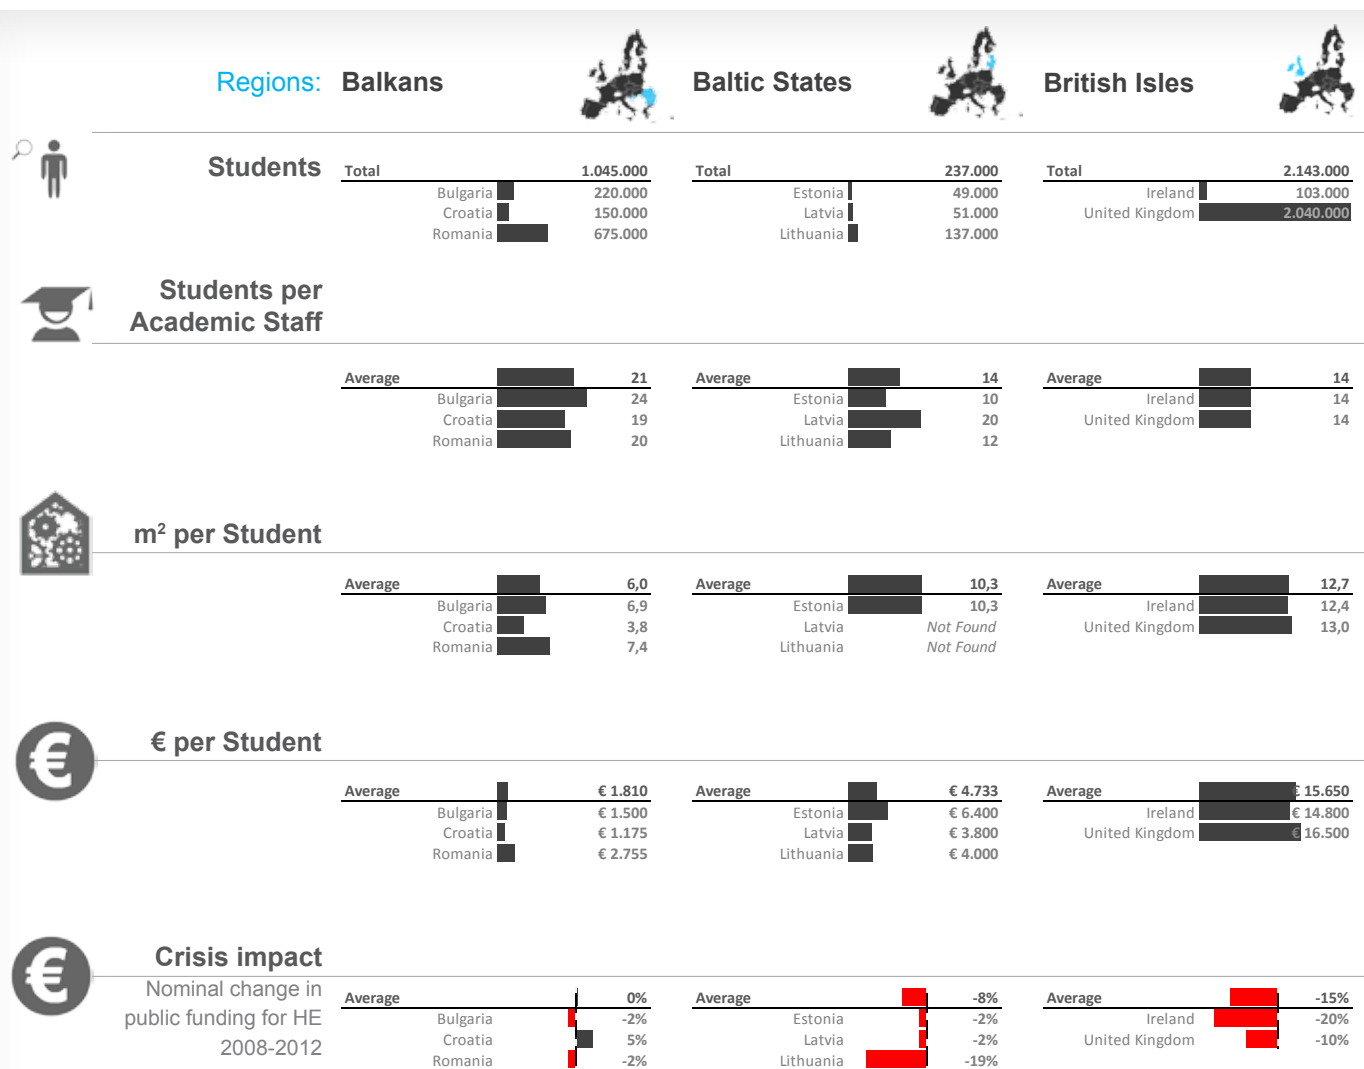 Regions: Balkans Baltic States British Isles
Students Total 1.045.000 Total 237.000 Total 2.143.000
Bulgaria 220.000 Estonia 49.000 Ireland 103.000
Croatia 150.000 Latvia 51.000 United Kingdom 2.040.000
Romania 675.000 Lithuania 137.000
Students per
Academic Staff
Average 21 Average 14 Average 14
Bulgaria 24 Estonia 10 Ireland 14
Croatia 19 Latvia 20 United Kingdom 14
Romania 20 Lithuania 12
m² per Student
Average 6,0 Average 10,3 Average 12,7
Bulgaria 6,9 Estonia 10,3 Ireland 12,4
Croatia 3,8 Latvia Not Found United Kingdom 13,0
Romania 7,4 Lithuania Not Found
€ € per Student
Average € 1.810 Average € 4.733 Average € 15.650
Bulgaria € 1.500 Estonia € 6.400 Ireland € 14.800
Croatia € 1.175 Latvia € 3.800 United Kingdom € 16.500
Romania € 2.755 Lithuania € 4.000
€ Crisis impact
Nominal change in Average 0% Average -8% Average -15%
public funding for HE Bulgaria -2% Estonia -2% Ireland -20%
2008-2012 Croatia 5% Latvia -2% United Kingdom -10%
Romania -2% Lithuania -19%